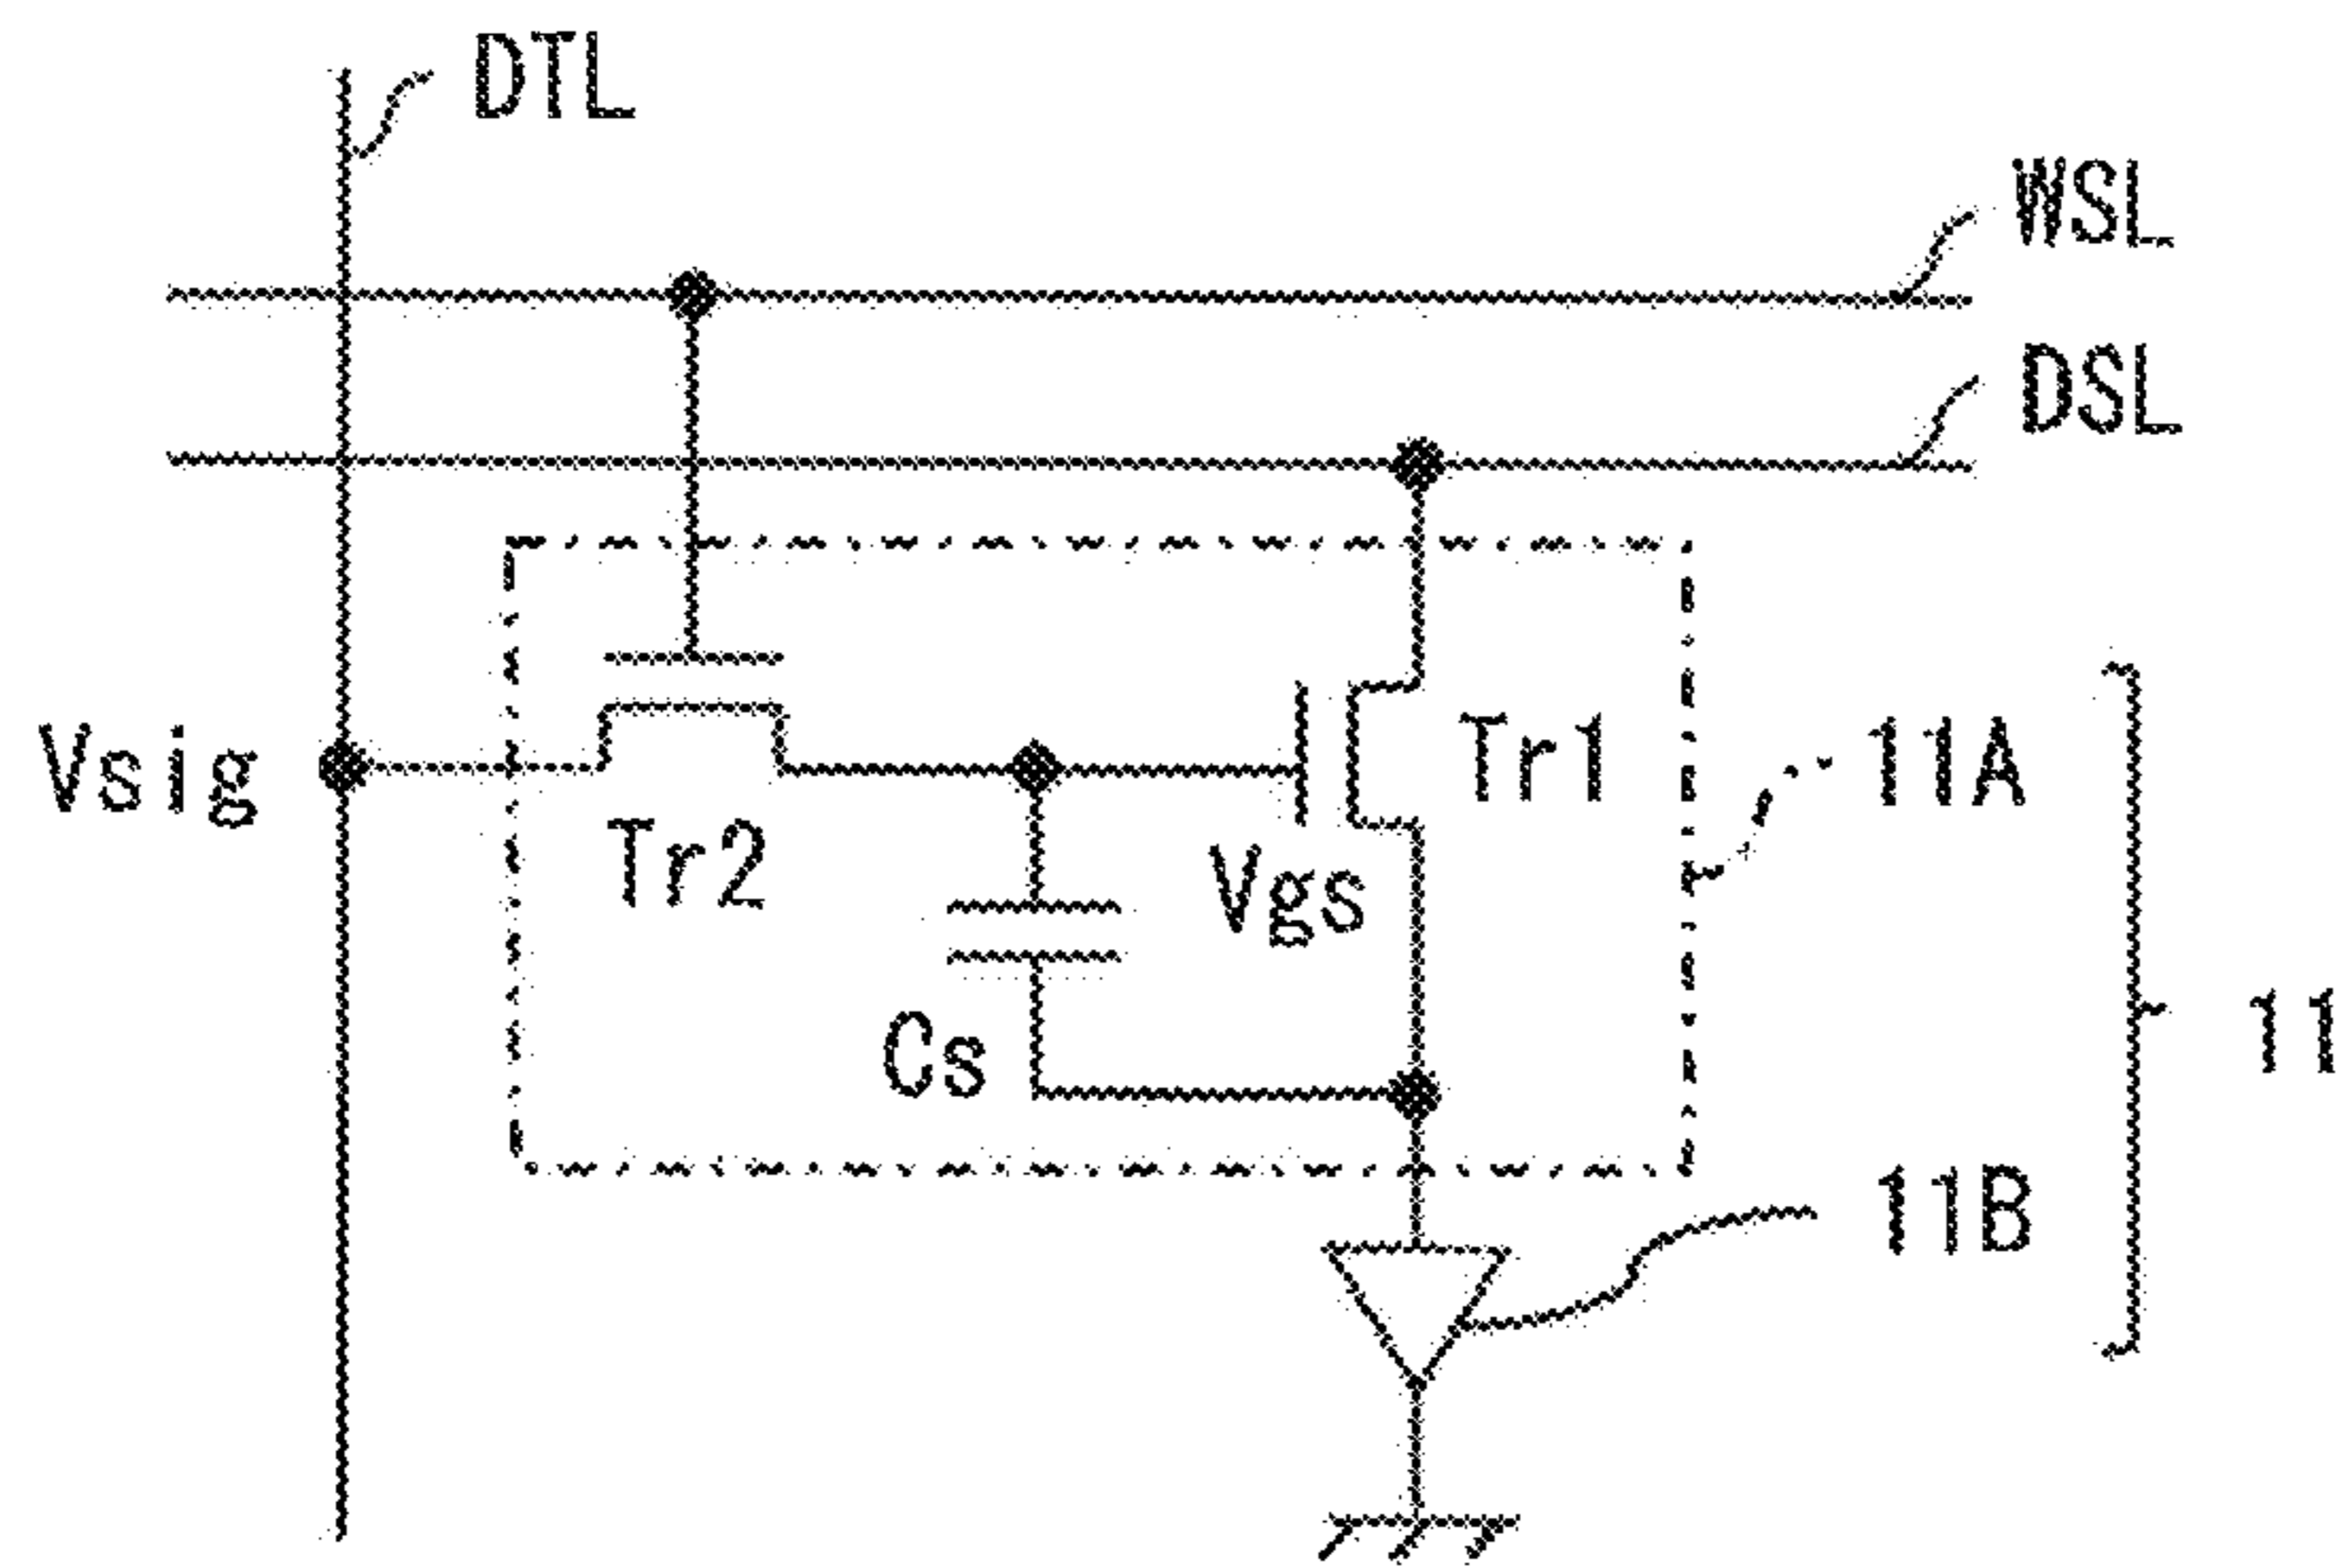 DTL
WSL
DSL
Vsig
Tr1
11A
Tr2
Vgs
Cs
11
11B